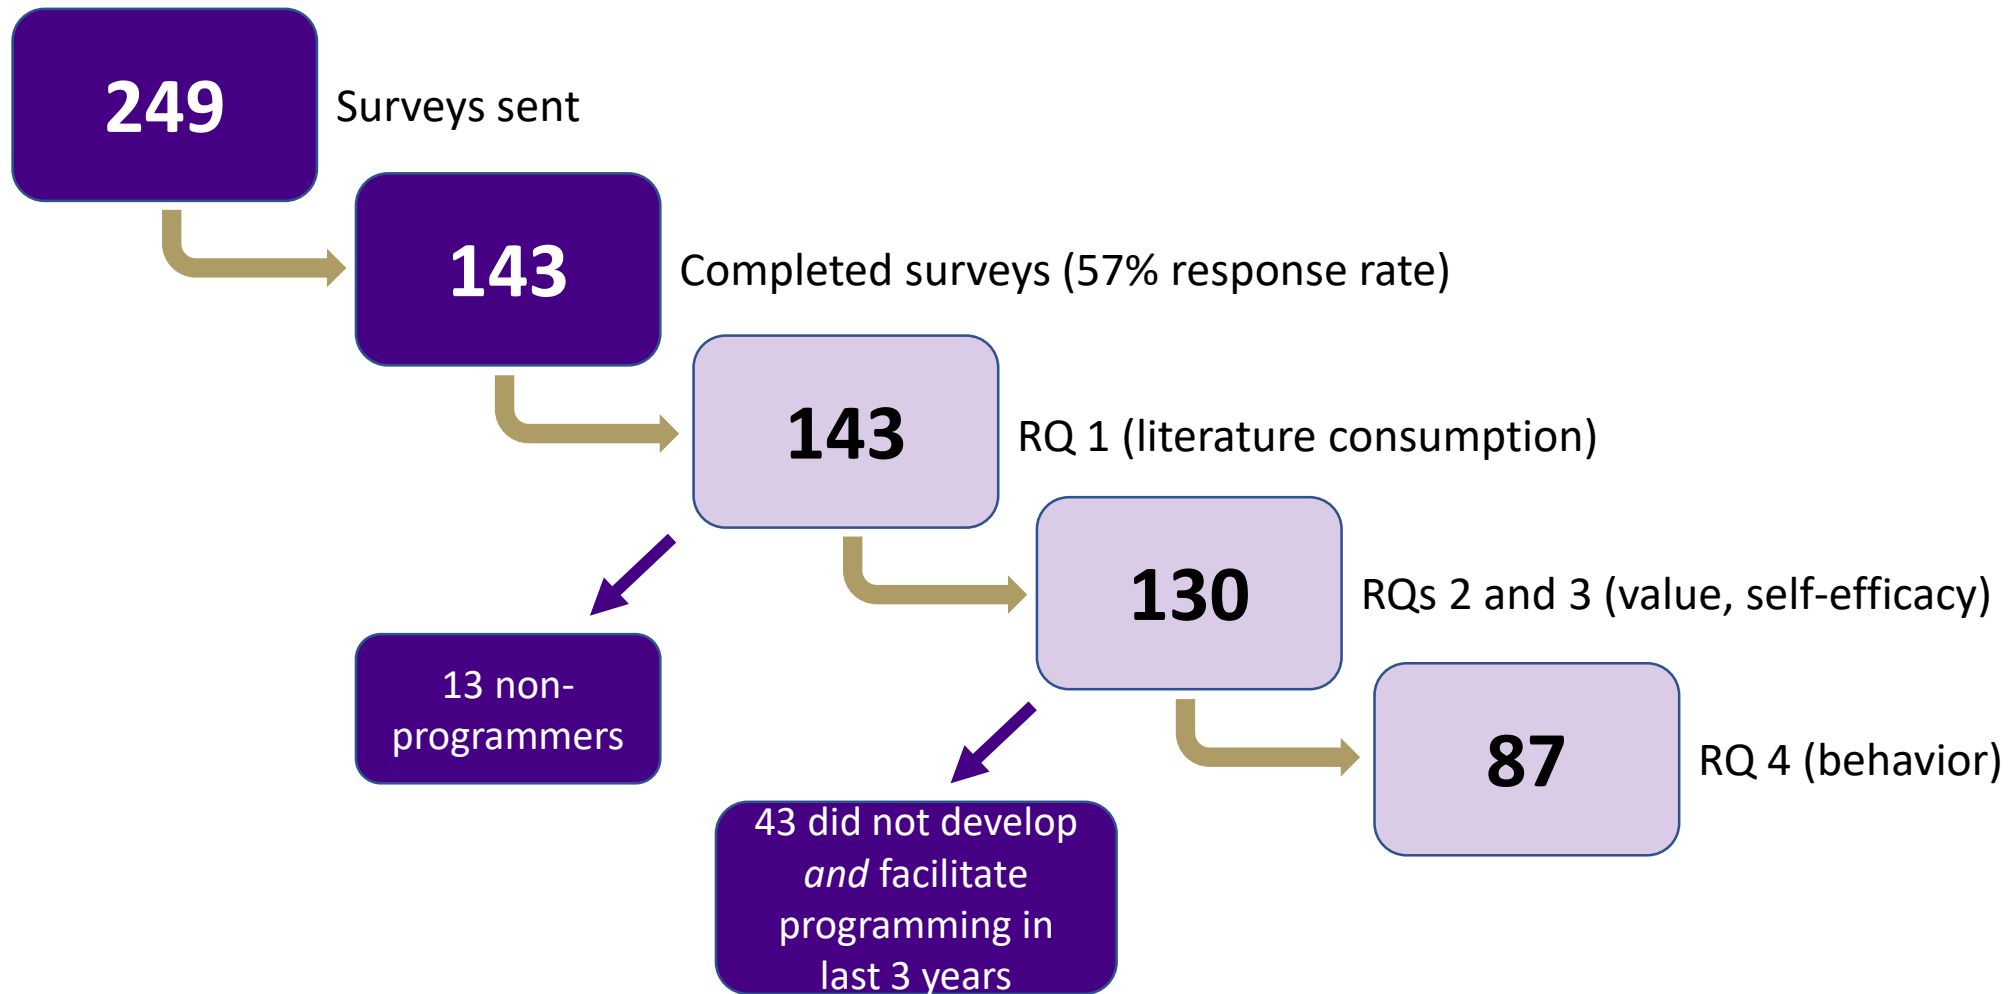 249
Surveys sent
143
Completed surveys (57% response rate)
143
RQ 1 (literature consumption)
130
RQs 2 and 3 (value, self-efficacy)
13 non-
programmers
87
RQ 4 (behavior)
43 did not develop
and facilitate
programming in
last 3 years